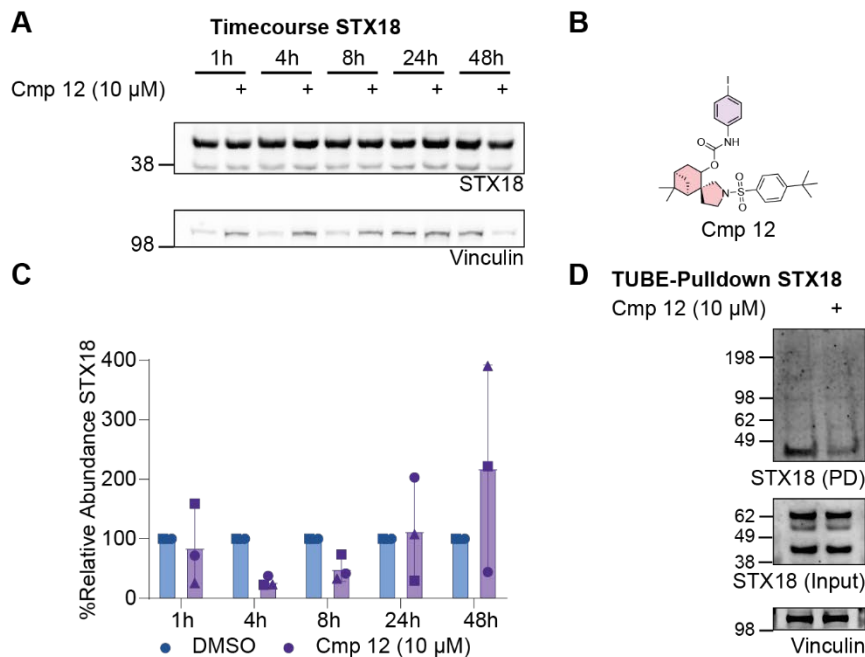 A
Timecourse STX18
1h 4h 8h 24h 48h
Cmp 12 (10 µM) + + + + +
38
STX18
98
Vinculin
B
I
O
NH
O
O
N S
O
Cmp 12
C
%Relative Abundance STX18
400
300
200
100
0
1h 4h 8h 24h 48h
DMSO Cmp 12 (10 µM)
D TUBE-Pulldown STX18
Cmp 12 (10 µM) +
198
98
62
49
STX18 (PD)
62
49
38
STX18 (Input)
98
Vinculin